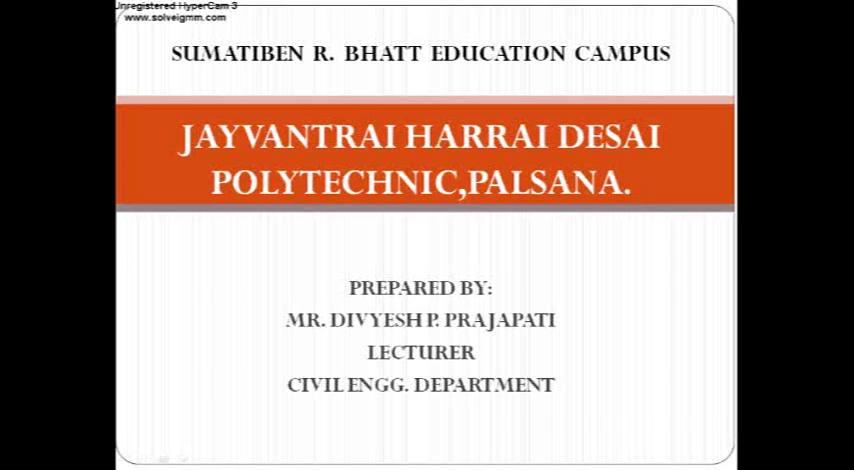 Unregistered HyperCam 3
www.solveigmm.com
SUMATIBEN R. BHATT EDUCATION CAMPUS
JAYVANTRAI HARRAI DESAI
POLYTECHNIC,PALSANA.
PREPARED BY:
MR. DIVYESH P. PRAJAPATI
LECTURER
CIVIL ENGG. DEPARTMENT